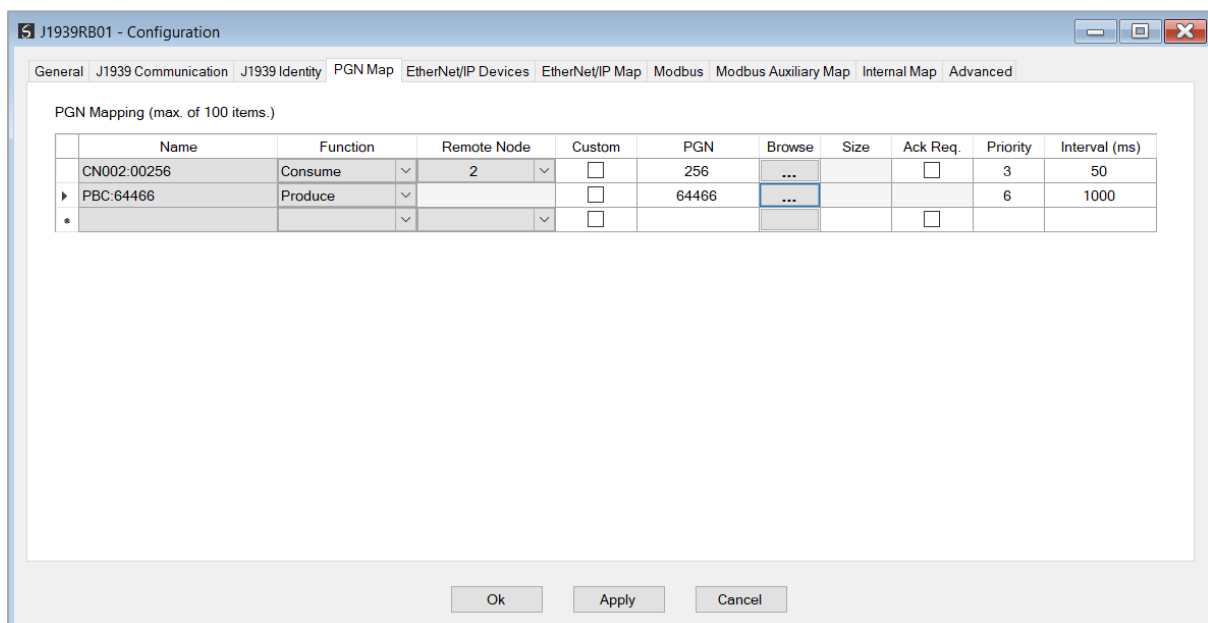 J1939RB01 - Configuration
General J1939 Communication J1939 Identity PGN Map EtherNet/IP Devices EtherNet/IP Map Modbus Modbus Auxiliary Map Internal Map Advanced
PGN Mapping (max. of 100 items.)
Name Function Remote Node Custom PGN Browse Size Ack Req. Priority Interval (ms)
CN002:00256 Consume 2 256 ... 3 50
PBC:64466 Produce 64466 ... 6 1000
*
Ok Apply Cancel